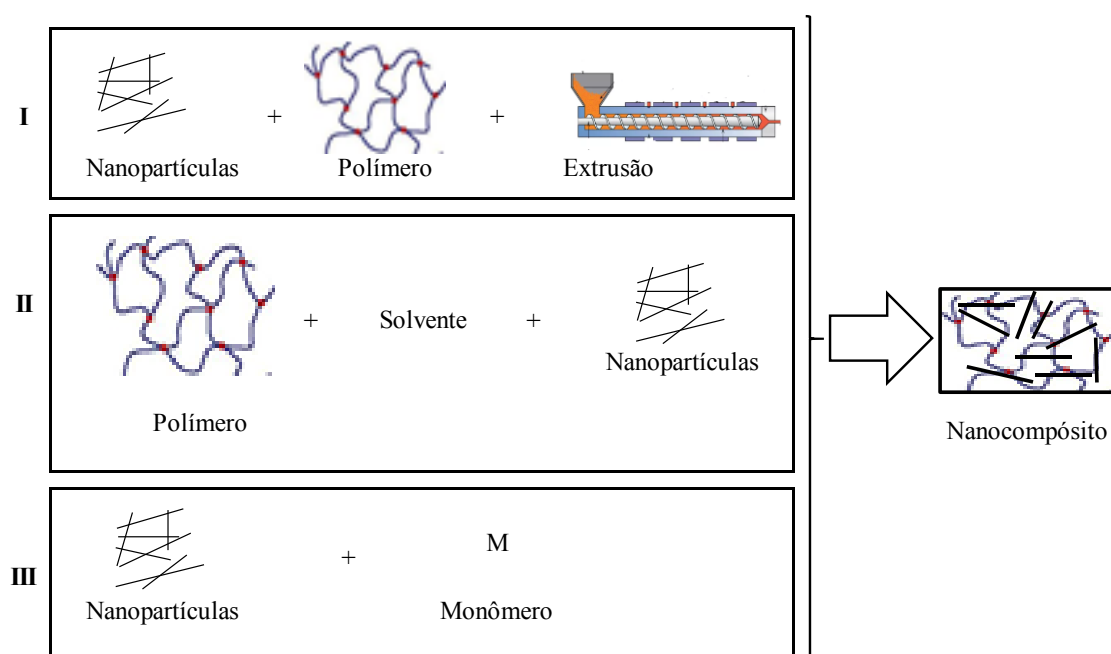 I
+
+
Nanopartículas
Polímero
Extrusão
II
+
Solvente
+
Nanopartículas
Polímero
Nanocompósito
III
+
M
Nanopartículas
Monômero